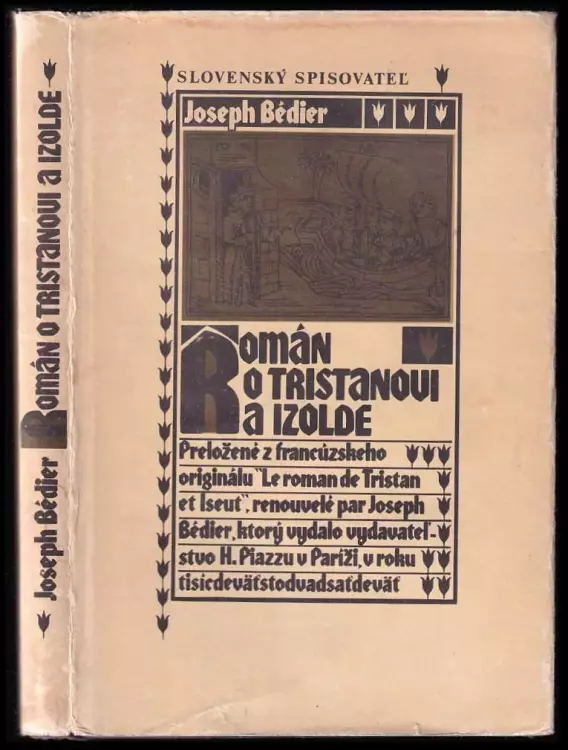 SLOVENSKÝ SPISOVATEĽ
Joseph Bédier
Román
o Tristanovi
a Izolde
Preložené z francúzskeho
originálu "Le roman de Tristan
et Iseut", renouvelé par Joseph
Bédier, ktorý vydalo vydavateľ-
stvo H. Piazzu v Paríži, v roku
tisícdeväťstodvadsaťdeväť
Joseph Bédier Román o Tristanovi a Izolde